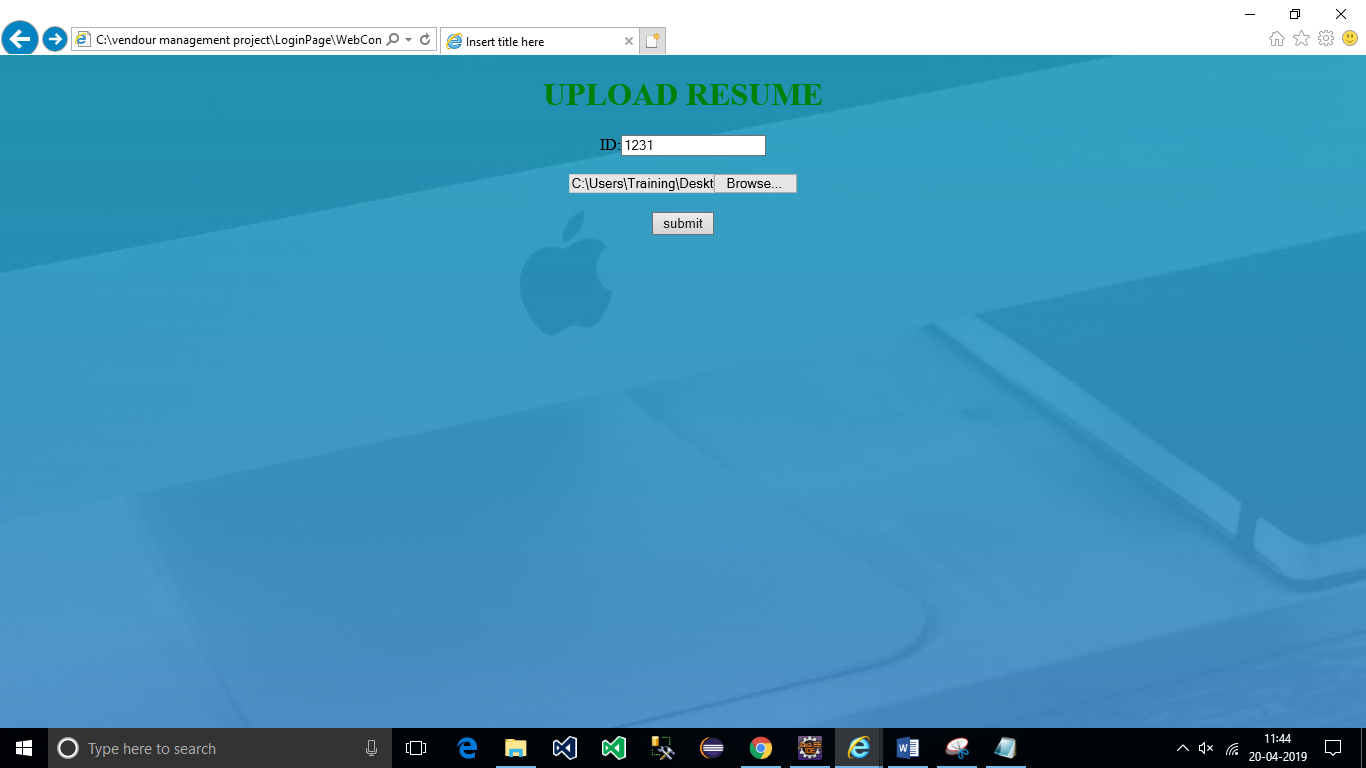 C:\vendour management project\LoginPage\WebCon
Insert title here
UPLOAD RESUME
ID: 1231
C:\Users\Training\Deskt Browse...
submit
Type here to search
11:44
20-04-2019